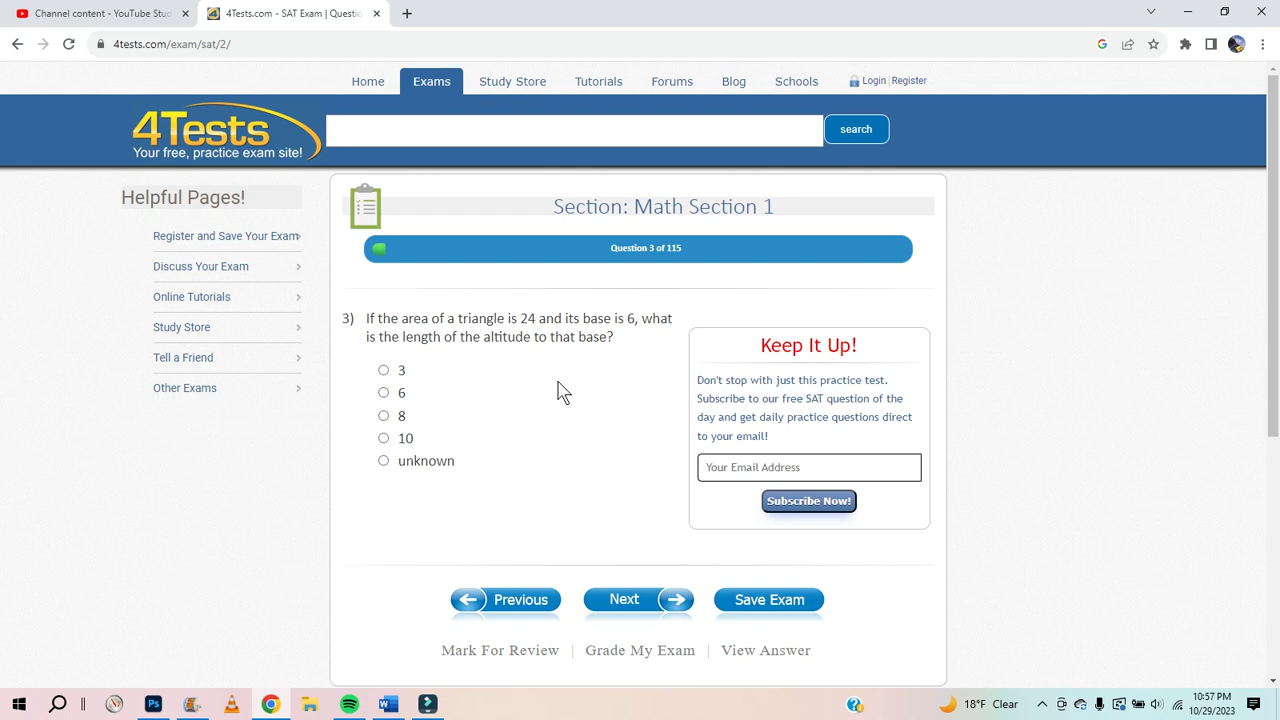 Channel content - YouTube Stud
4Tests.com - SAT Exam | Questio
4tests.com/exam/sat/2/
Home
Exams
Study Store
Tutorials
Forums
Blog
Schools
Login
Register
4Tests
Your free, practice exam site!
search
Helpful Pages!
Register and Save Your Exam
Discuss Your Exam
Online Tutorials
Study Store
Tell a Friend
Other Exams
Section: Math Section 1
Question 3 of 115
3) If the area of a triangle is 24 and its base is 6, what
is the length of the altitude to that base?
3
6
8
10
unknown
Keep It Up!
Don't stop with just this practice test.
Subscribe to our free SAT question of the
day and get daily practice questions direct
to your email!
Your Email Address
Subscribe Now!
Previous
Next
Save Exam
Mark For Review | Grade My Exam | View Answer
Ps
W
18°F Clear
10:57 PM
10/29/2023